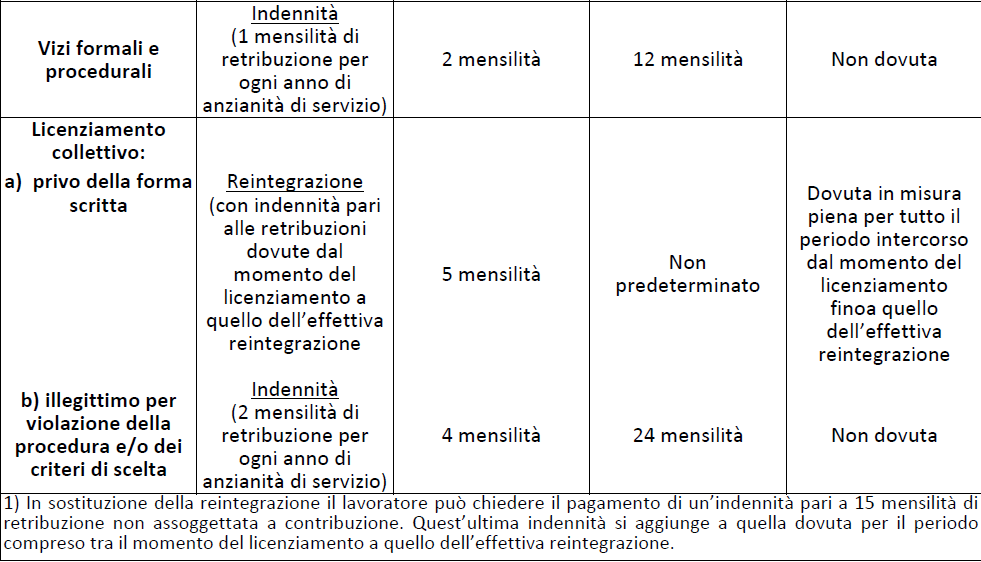 Vizi formali e
procedurali
Indennità
(1 mensilità di
retribuzione per
ogni anno di
anzianità di servizio)
2 mensilità
12 mensilità
Non dovuta
Licenziamento
collettivo:
a) privo della forma
scritta
Reintegrazione
(con indennità pari
alle retribuzioni
dovute dal
momento del
licenziamento a
quello dell’effettiva
reintegrazione
5 mensilità
Non
predeterminato
Dovuta in misura
piena per tutto il
periodo intercorso
dal momento del
licenziamento
finoa quello
dell’effettiva
reintegrazione
b) illegittimo per
violazione della
procedura e/o dei
criteri di scelta
Indennità
(2 mensilità di
retribuzione per
ogni anno di
anzianità di servizio)
4 mensilità
24 mensilità
Non dovuta
1) In sostituzione della reintegrazione il lavoratore può chiedere il pagamento di un’indennità pari a 15 mensilità di
retribuzione non assoggettata a contribuzione. Quest’ultima indennità si aggiunge a quella dovuta per il periodo
compreso tra il momento del licenziamento a quello dell’effettiva reintegrazione.